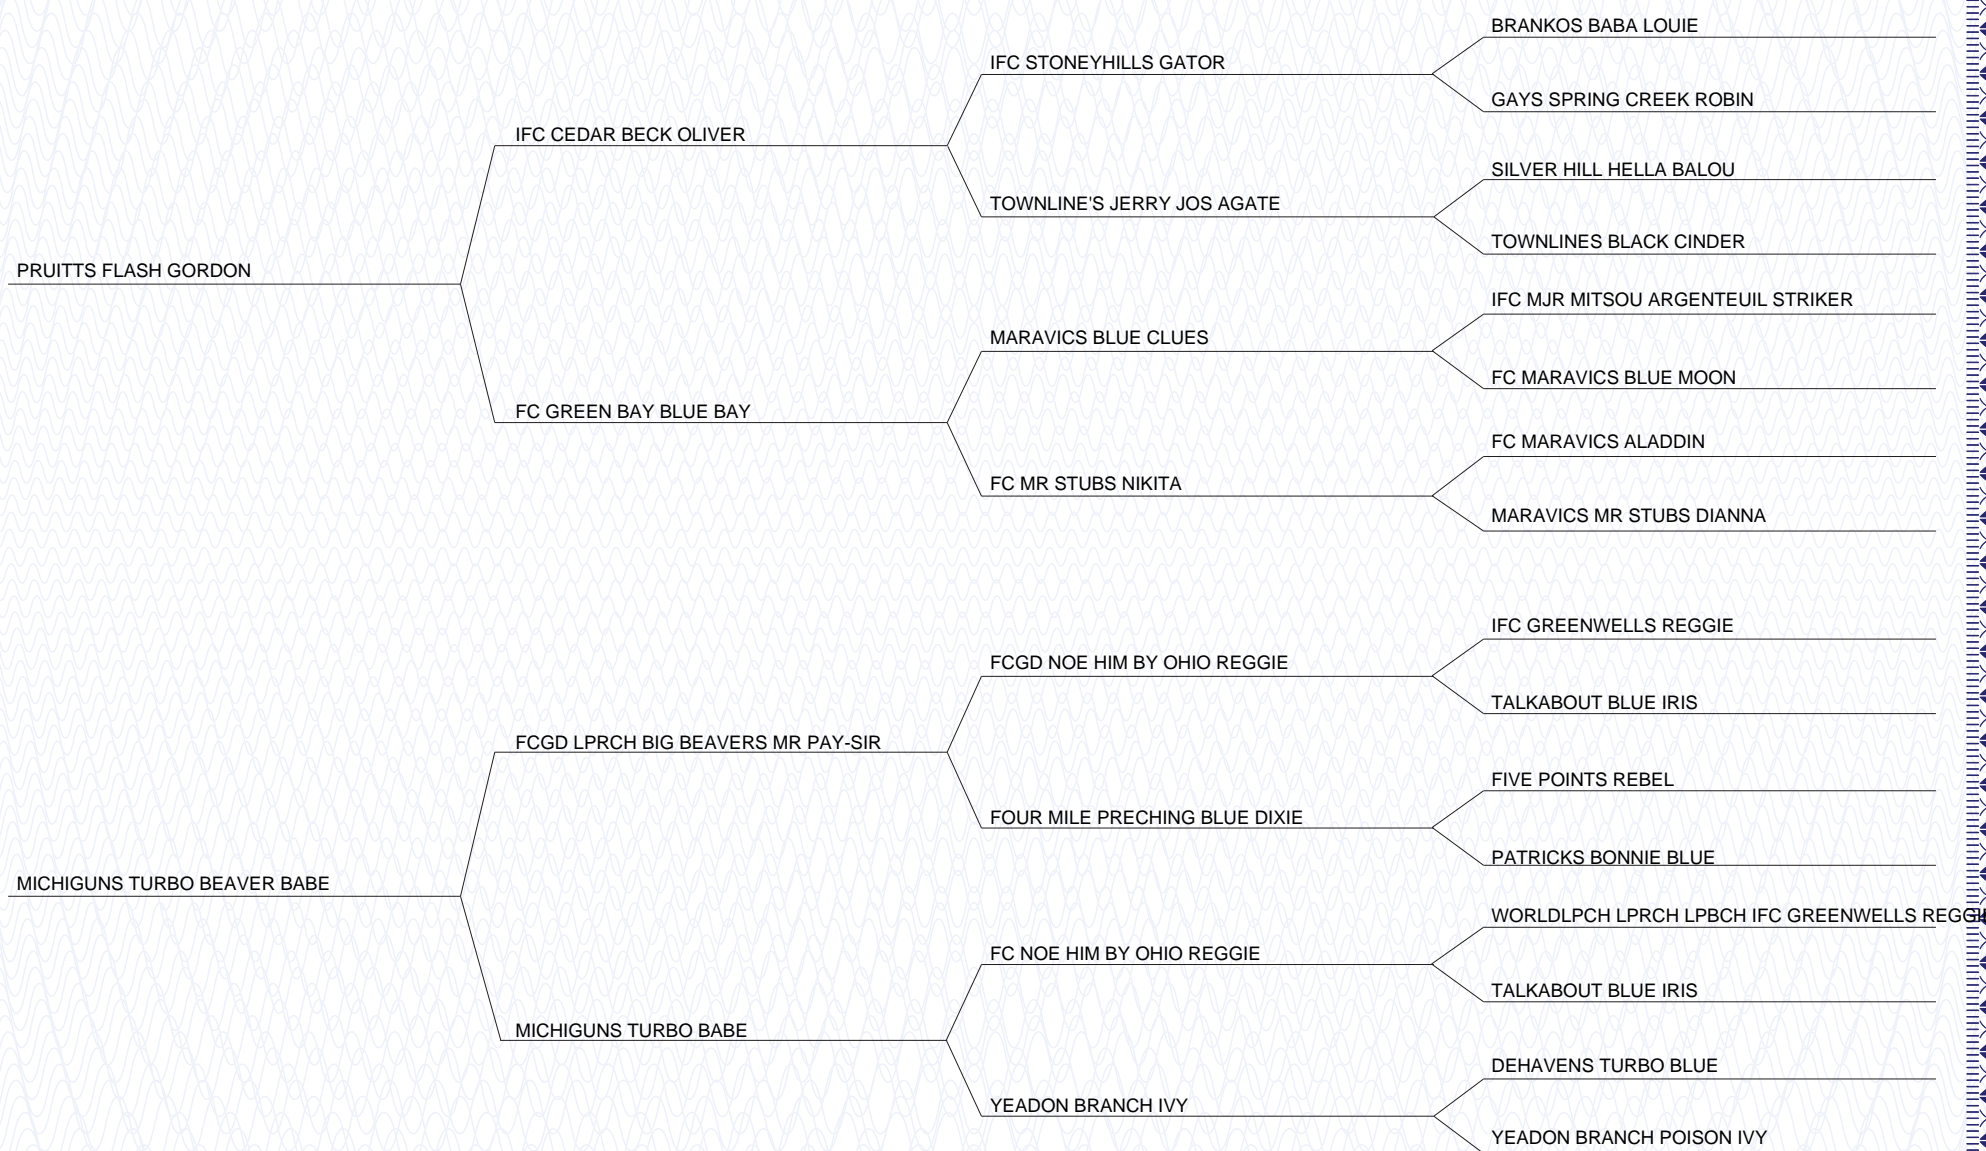 BRANKOS BABA LOUIE
IFC STONEYHILLS GATOR
GAYS SPRING CREEK ROBIN
IFC CEDAR BECK OLIVER
SILVER HILL HELLA BALOU
TOWNLINE'S JERRY JOS AGATE
TOWNLINES BLACK CINDER
PRUITTS FLASH GORDON
IFC MJR MITSOU ARGENTEUIL STRIKER
MARAVICS BLUE CLUES
FC MARAVICS BLUE MOON
FC GREEN BAY BLUE BAY
FC MARAVICS ALADDIN
FC MR STUBS NIKITA
MARAVICS MR STUBS DIANNA
IFC GREENWELLS REGGIE
FCGD NOE HIM BY OHIO REGGIE
TALKABOUT BLUE IRIS
FCGD LPRCH BIG BEAVERS MR PAY-SIR
FIVE POINTS REBEL
FOUR MILE PRECHING BLUE DIXIE
PATRICKS BONNIE BLUE
MICHIGUNS TURBO BEAVER BABE
WORLDLPCH LPRCH LPBCH IFC GREENWELLS REGGIE
FC NOE HIM BY OHIO REGGIE
TALKABOUT BLUE IRIS
MICHIGUNS TURBO BABE
DEHAVENS TURBO BLUE
YEADON BRANCH IVY
YEADON BRANCH POISON IVY